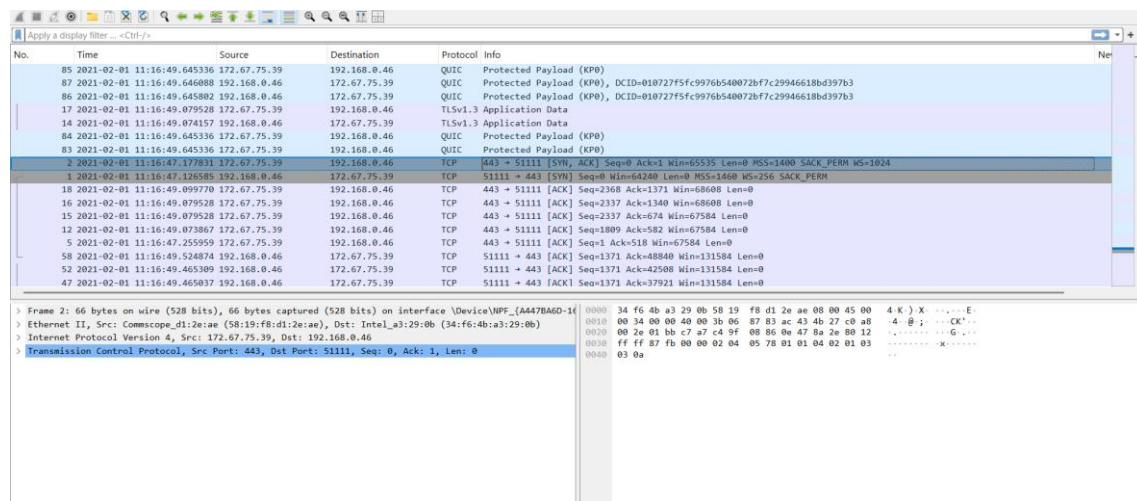 Apply a display filter ... <Ctrl-/>
No. Time Source Destination Protocol Info
85 2021-02-01 11:16:49.645336 172.67.75.39 192.168.0.46 QUIC Protected Payload (KP0)
87 2021-02-01 11:16:49.646088 192.168.0.46 172.67.75.39 QUIC Protected Payload (KP0), DCID=010727f5fc9976b540072bf7c29946618bd397b3
86 2021-02-01 11:16:49.645802 192.168.0.46 172.67.75.39 QUIC Protected Payload (KP0), DCID=010727f5fc9976b540072bf7c29946618bd397b3
17 2021-02-01 11:16:49.079528 172.67.75.39 192.168.0.46 TLSv1.3 Application Data
14 2021-02-01 11:16:49.074157 192.168.0.46 172.67.75.39 TLSv1.3 Application Data
84 2021-02-01 11:16:49.645336 172.67.75.39 192.168.0.46 QUIC Protected Payload (KP0)
83 2021-02-01 11:16:49.645336 172.67.75.39 192.168.0.46 QUIC Protected Payload (KP0)
2 2021-02-01 11:16:47.177831 172.67.75.39 192.168.0.46 TCP 443 → 51111 [SYN, ACK] Seq=0 Ack=1 Win=65535 Len=0 MSS=1400 SACK_PERM WS=1024
1 2021-02-01 11:16:47.126585 192.168.0.46 172.67.75.39 TCP 51111 → 443 [SYN] Seq=0 Win=64240 Len=0 MSS=1460 WS=256 SACK_PERM
18 2021-02-01 11:16:49.099770 172.67.75.39 192.168.0.46 TCP 443 → 51111 [ACK] Seq=2368 Ack=1371 Win=68608 Len=0
16 2021-02-01 11:16:49.079528 172.67.75.39 192.168.0.46 TCP 443 → 51111 [ACK] Seq=2337 Ack=1340 Win=68608 Len=0
15 2021-02-01 11:16:49.079528 172.67.75.39 192.168.0.46 TCP 443 → 51111 [ACK] Seq=2337 Ack=674 Win=67584 Len=0
12 2021-02-01 11:16:49.073867 172.67.75.39 192.168.0.46 TCP 443 → 51111 [ACK] Seq=1809 Ack=582 Win=67584 Len=0
5 2021-02-01 11:16:47.255959 172.67.75.39 192.168.0.46 TCP 443 → 51111 [ACK] Seq=1 Ack=518 Win=67584 Len=0
58 2021-02-01 11:16:49.524874 192.168.0.46 172.67.75.39 TCP 51111 → 443 [ACK] Seq=1371 Ack=48840 Win=131584 Len=0
52 2021-02-01 11:16:49.465309 192.168.0.46 172.67.75.39 TCP 51111 → 443 [ACK] Seq=1371 Ack=42508 Win=131584 Len=0
47 2021-02-01 11:16:49.465037 192.168.0.46 172.67.75.39 TCP 51111 → 443 [ACK] Seq=1371 Ack=37921 Win=131584 Len=0
> Frame 2: 66 bytes on wire (528 bits), 66 bytes captured (528 bits) on interface \Device\NPF_{A447BA6D-16
> Ethernet II, Src: Commscope_d1:2e:ae (58:19:f8:d1:2e:ae), Dst: Intel_a3:29:0b (34:f6:4b:a3:29:0b)
> Internet Protocol Version 4, Src: 172.67.75.39, Dst: 192.168.0.46
> Transmission Control Protocol, Src Port: 443, Dst Port: 51111, Seq: 0, Ack: 1, Len: 0
0000 34 f6 4b a3 29 0b 58 19 f8 d1 2e ae 08 00 45 00 4·K·)·X· ··.···E·
0010 00 34 00 00 40 00 3b 06 87 83 ac 43 4b 27 c0 a8 ·4··@·;· ···CK'··
0020 00 2e 01 bb c7 a7 c4 9f 08 86 0e 47 8a 2e 80 12 ·.······ ···G·.··
0030 ff ff 87 fb 00 00 02 04 05 78 01 01 04 02 01 03 ········ ·x······
0040 03 0a ··